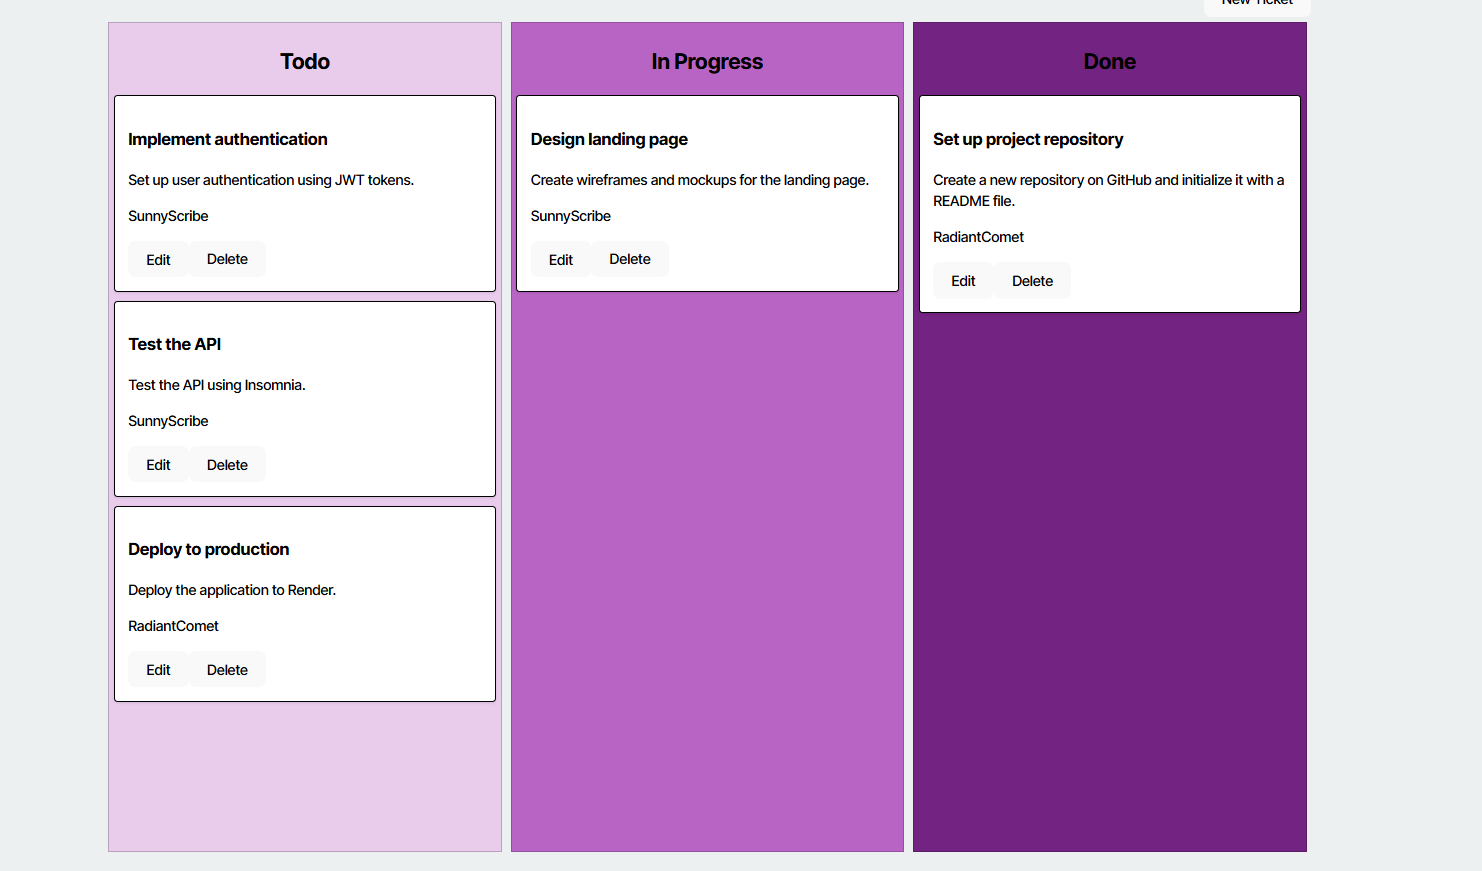 New Ticket
Todo
Implement authentication
Set up user authentication using JWT tokens.
SunnyScribe
Edit
Delete
Test the API
Test the API using Insomnia.
SunnyScribe
Edit
Delete
Deploy to production
Deploy the application to Render.
RadiantComet
Edit
Delete
In Progress
Design landing page
Create wireframes and mockups for the landing page.
SunnyScribe
Edit
Delete
Done
Set up project repository
Create a new repository on GitHub and initialize it with a
README file.
RadiantComet
Edit
Delete